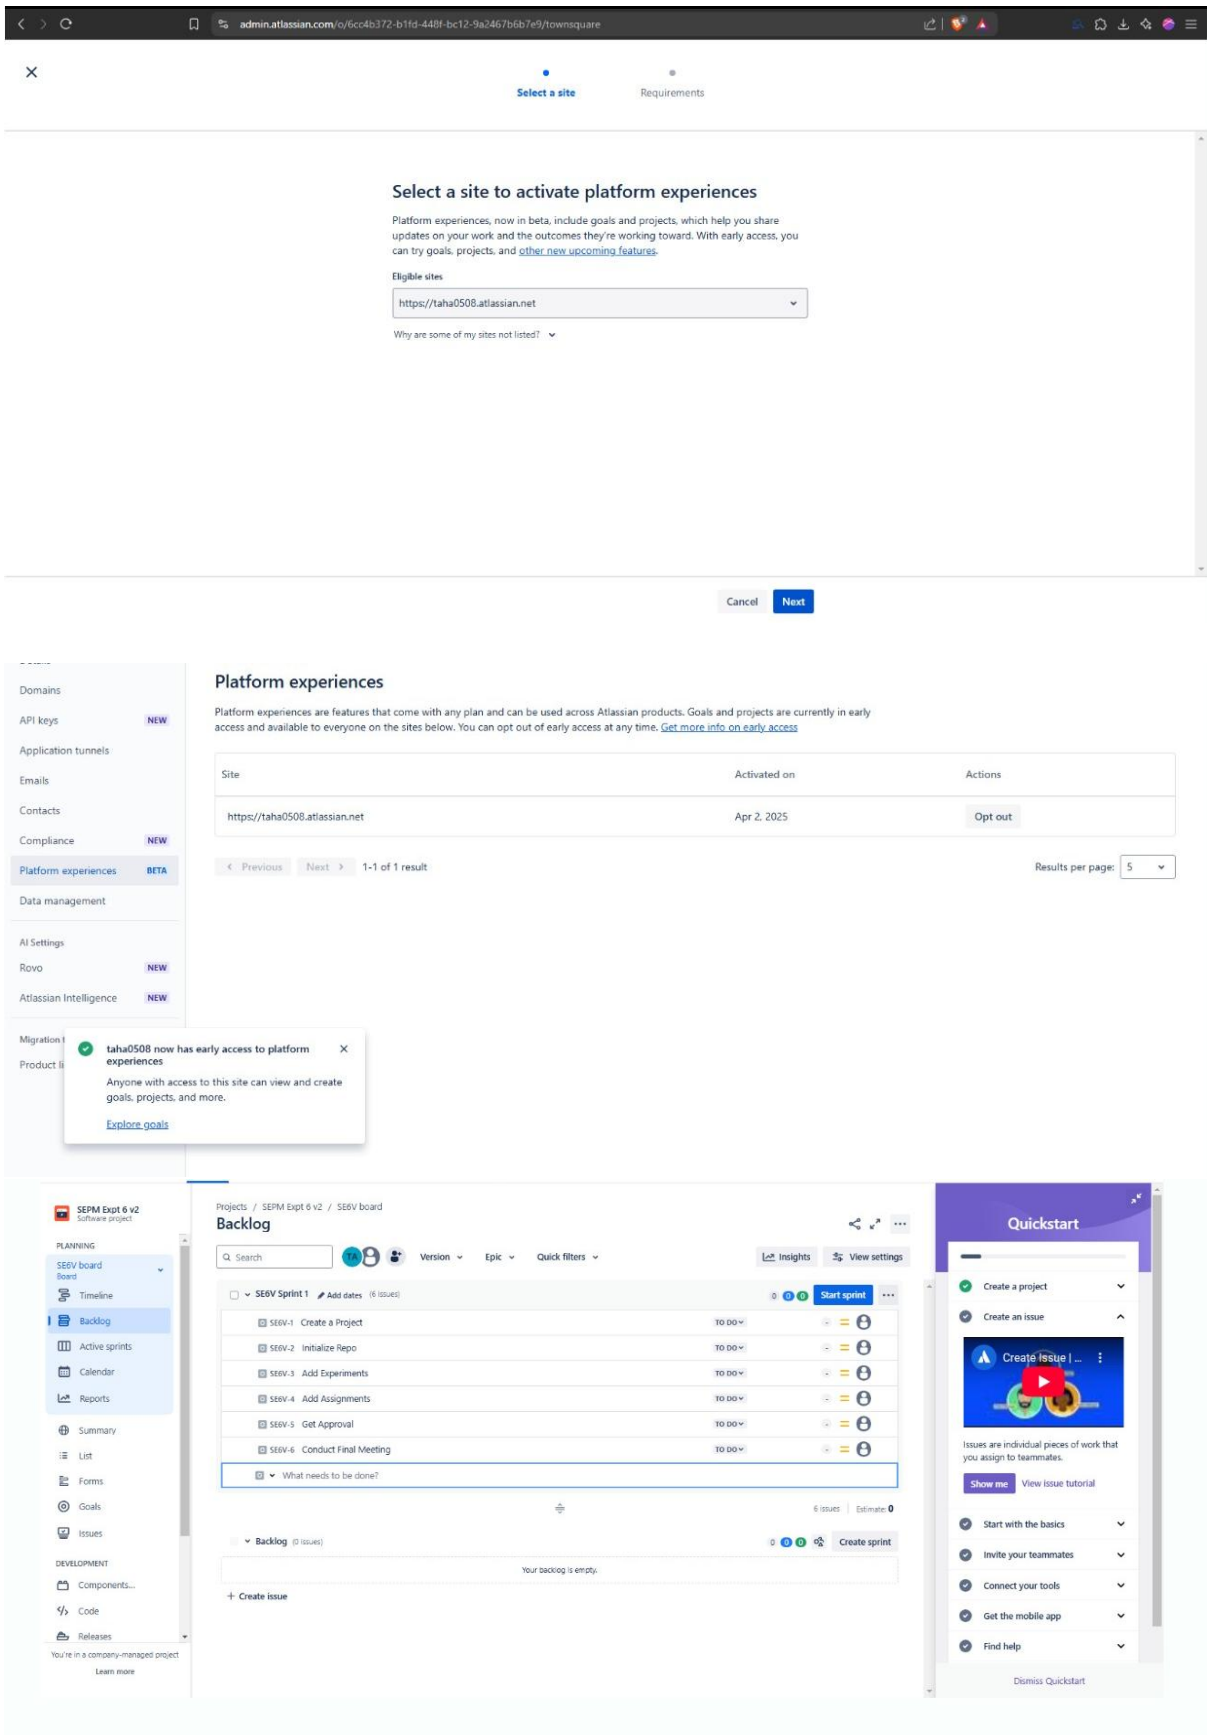 admin.atlassian.com/o/6cc4b372-b1fd-448f-bc12-9a2467b6b7e9/townsquare
Select a site
Requirements
Select a site to activate platform experiences
Platform experiences, now in beta, include goals and projects, which help you share
updates on your work and the outcomes they're working toward. With early access, you
can try goals, projects, and other new upcoming features.
Eligible sites
https://taha0508.atlassian.net
Why are some of my sites not listed?
Cancel
Next
Domains
API keys NEW
Application tunnels
Emails
Contacts
Compliance NEW
Platform experiences BETA
Data management
AI Settings
Rovo NEW
Atlassian Intelligence NEW
Migration
Product li
Platform experiences
Platform experiences are features that come with any plan and can be used across Atlassian products. Goals and projects are currently in early
access and available to everyone on the sites below. You can opt out of early access at any time. Get more info on early access
Site Activated on Actions
https://taha0508.atlassian.net Apr 2, 2025 Opt out
Previous Next 1-1 of 1 result
Results per page: 5
taha0508 now has early access to platform
experiences
Anyone with access to this site can view and create
goals, projects, and more.
Explore goals
SEPM Expt 6 v2
Software project
PLANNING
SE6V board
Board
Timeline
Backlog
Active sprints
Calendar
Reports
Summary
List
Forms
Goals
Issues
DEVELOPMENT
Components...
Code
Releases
You're in a company-managed project
Learn more
Projects / SEPM Expt 6 v2 / SE6V board
Backlog
Search
TA
Version
Epic
Quick filters
Insights
View settings
SE6V Sprint 1 Add dates (6 issues) 0 0 0 Start sprint
SE6V-1 Create a Project TO DO -
SE6V-2 Initialize Repo TO DO -
SE6V-3 Add Experiments TO DO -
SE6V-4 Add Assignments TO DO -
SE6V-5 Get Approval TO DO -
SE6V-6 Conduct Final Meeting TO DO -
What needs to be done?
6 issues Estimate: 0
Backlog (0 issues) 0 0 0 Create sprint
Your backlog is empty.
+ Create issue
Quickstart
Create a project
Create an issue
Create Issue | ...
Issues are individual pieces of work that
you assign to teammates.
Show me View issue tutorial
Start with the basics
Invite your teammates
Connect your tools
Get the mobile app
Find help
Dismiss Quickstart